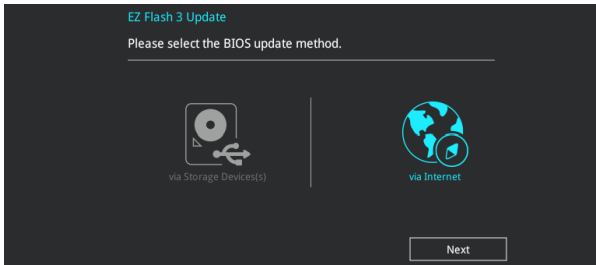 EZ Flash 3 Update
Please select the BIOS update method.
via Storage Devices(s)
via Internet
Next